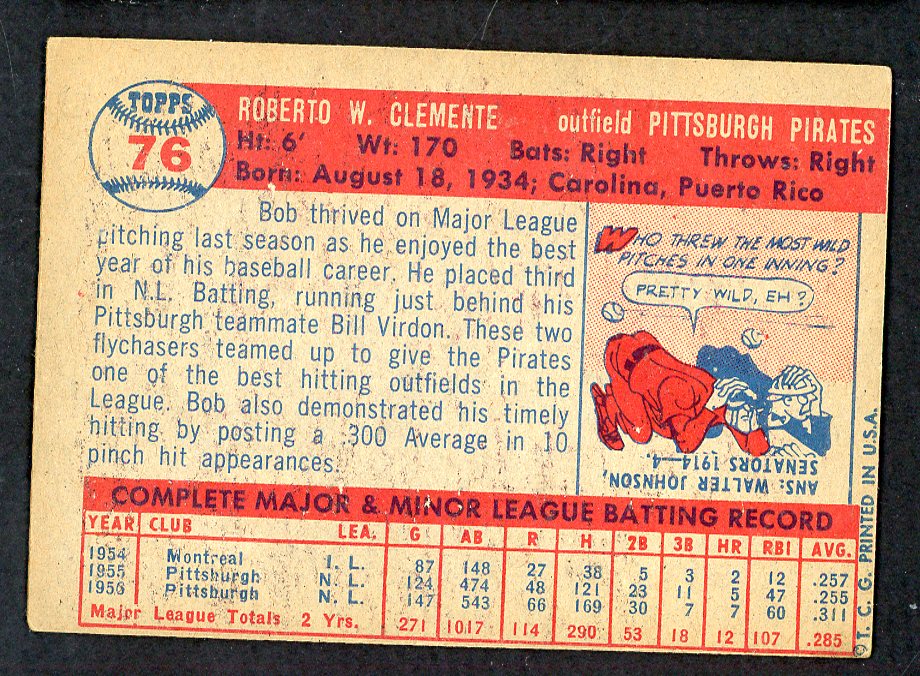 TOPPS
76
ROBERTO W. CLEMENTE outfield PITTSBURGH PIRATES
Ht: 6' Wt: 170 Bats: Right Throws: Right
Born: August 18, 1934; Carolina, Puerto Rico
Bob thrived on Major League
pitching last season as he enjoyed the best
year of his baseball career. He placed third
in N.L. Batting, running just behind his
Pittsburgh teammate Bill Virdon. These two
flychasers teamed up to give the Pirates
one of the best hitting outfields in the
League. Bob also demonstrated his timely
hitting by posting a .300 Average in 10
pinch hit appearances.
WHO THREW THE MOST WILD
PITCHES IN ONE INNING?
PRETTY WILD, EH?
ANS: WALTER JOHNSON,
SENATORS 1914—4.
COMPLETE MAJOR & MINOR LEAGUE BATTING RECORD
YEAR CLUB LEA. G AB R H 2B 3B HR RBI AVG.
1954 Montreal I. L. 87 148 27 38 5 3 2 12 .257
1955 Pittsburgh N. L. 124 474 48 121 23 11 5 47 .255
1956 Pittsburgh N. L. 147 543 66 169 30 7 7 60 .311
Major League Totals 2 Yrs. 271 1017 114 290 53 18 12 107 .285
© T. C. G. PRINTED IN U.S.A.